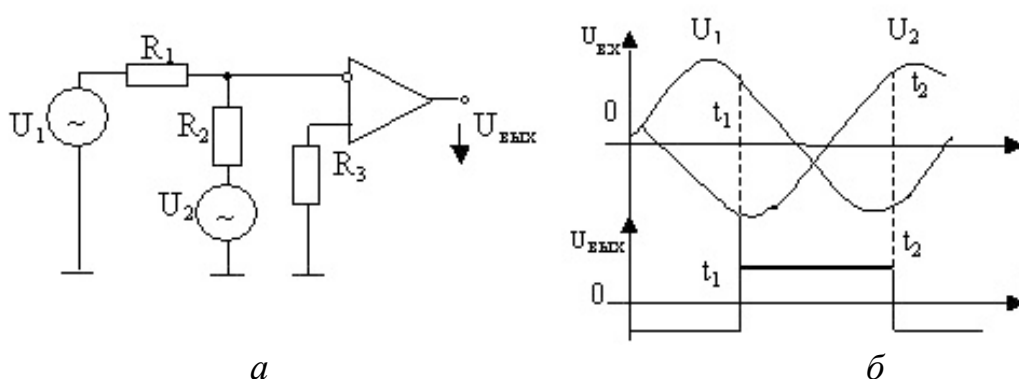 R₁
U₁
~
R₂
U₂
~
R₃
Uвых
Uвх
U₁
U₂
0
t₁
t₂
Uвых
t₁
t₂
0
а
б